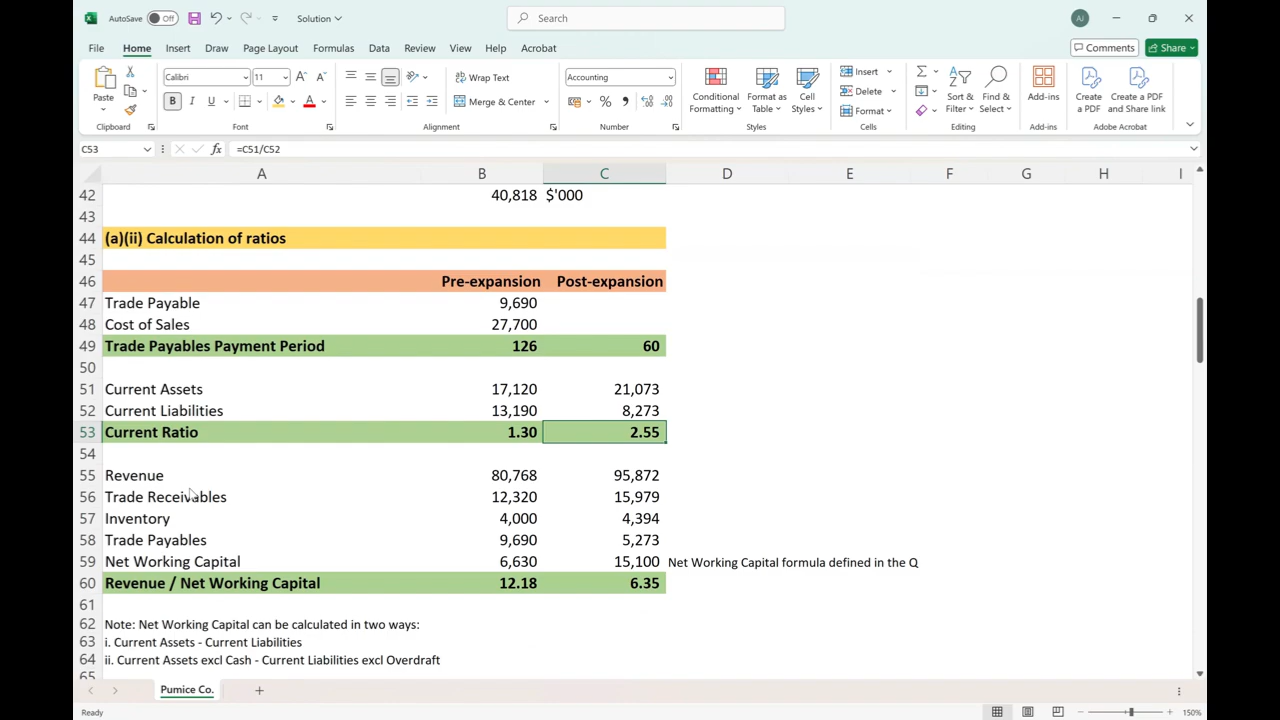 AutoSave Off Solution Search AJ
File Home Insert Draw Page Layout Formulas Data Review View Help Acrobat Comments Share
Paste Calibri 11 Wrap Text Accounting Conditional Formatting Format as Table Cell Styles Insert Sort & Filter Find & Select Add-ins Create a PDF Create a PDF and Share link
B I U A Merge & Center % Delete
Format
Clipboard Font Alignment Number Styles Cells Editing Add-ins Adobe Acrobat
C53 fx =C51/C52
A B C D E F G H I
42 40,818 $'000
43
44 (a)(ii) Calculation of ratios
45
46 Pre-expansion Post-expansion
47 Trade Payable 9,690
48 Cost of Sales 27,700
49 Trade Payables Payment Period 126 60
50
51 Current Assets 17,120 21,073
52 Current Liabilities 13,190 8,273
53 Current Ratio 1.30 2.55
54
55 Revenue 80,768 95,872
56 Trade Receivables 12,320 15,979
57 Inventory 4,000 4,394
58 Trade Payables 9,690 5,273
59 Net Working Capital 6,630 15,100 Net Working Capital formula defined in the Q
60 Revenue / Net Working Capital 12.18 6.35
61
62 Note: Net Working Capital can be calculated in two ways:
63 i. Current Assets - Current Liabilities
64 ii. Current Assets excl Cash - Current Liabilities excl Overdraft
65
Pumice Co.
Ready 150%